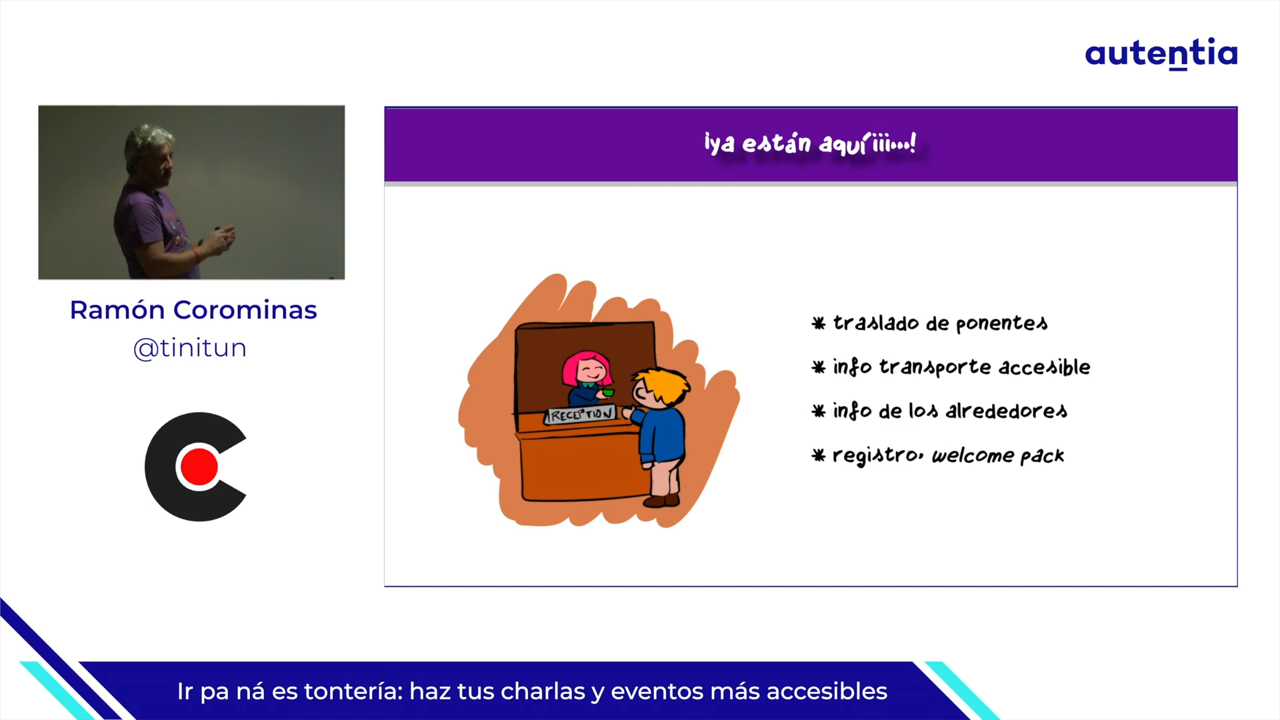 autentia
¡ya están aquííí...!
Ramón Corominas
@tinitun
RECEPTION
* traslado de ponentes
* info transporte accesible
* info de los alrededores
* registro, welcome pack
Ir pa ná es tontería: haz tus charlas y eventos más accesibles